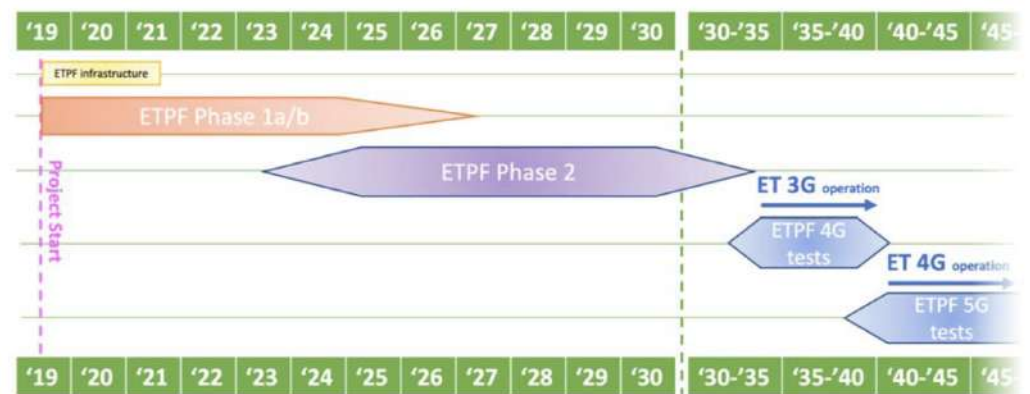 ‘19 ‘20 ‘21 ‘22 ‘23 ‘24 ‘25 ‘26 ‘27 ‘28 ‘29 ‘30 ‘30-‘35 ‘35-‘40 ‘40-‘45 ‘45-
ETPF infrastructure
ETPF Phase 1a/b
Project Start
ETPF Phase 2
ET 3G operation
ETPF 4G
tests
ET 4G operation
ETPF 5G
tests
‘19 ‘20 ‘21 ‘22 ‘23 ‘24 ‘25 ‘26 ‘27 ‘28 ‘29 ‘30 ‘30-‘35 ‘35-‘40 ‘40-‘45 ‘45-